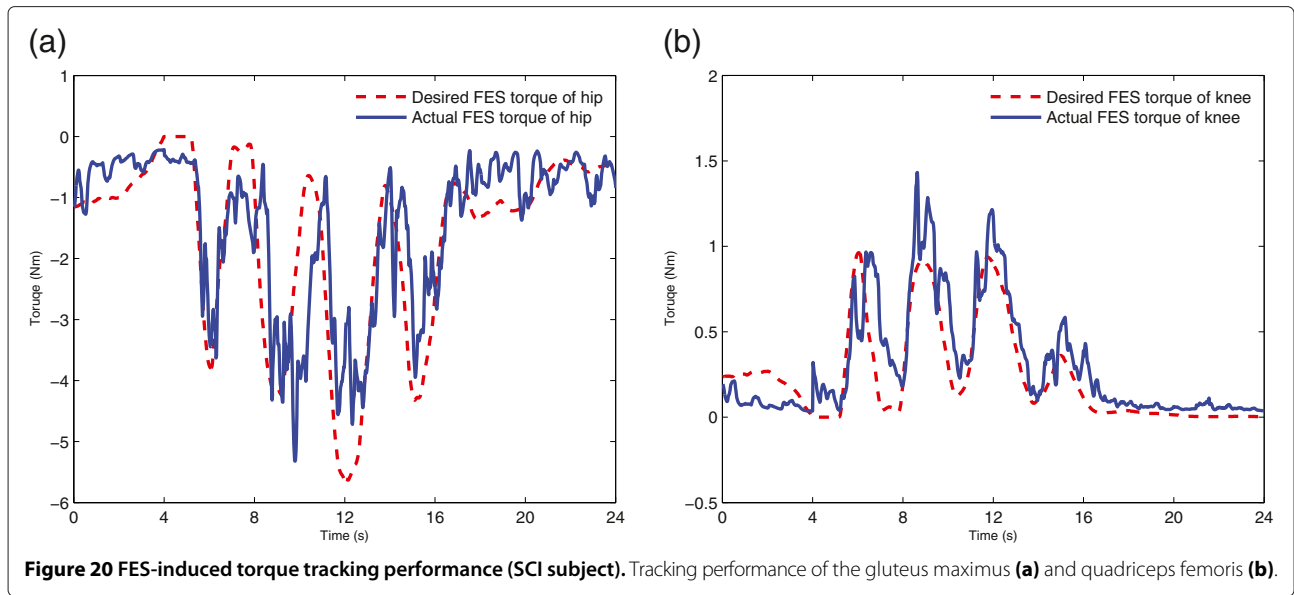 (a)
(b)
1
0
−1
−2
−3
−4
−5
−6
Toruqe (Nm)
0 4 8 12 16 20 24
Time (s)
Desired FES torque of hip
Actual FES torque of hip
2
1.5
1
0.5
0
−0.5
Torque (Nm)
0 4 8 12 16 20 24
Time (s)
Desired FES torque of knee
Actual FES torque of knee
Figure 20 FES-induced torque tracking performance (SCI subject). Tracking performance of the gluteus maximus (a) and quadriceps femoris (b).